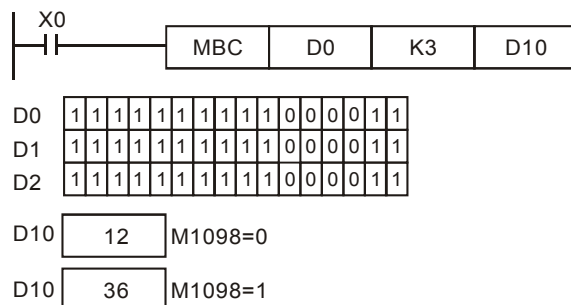 X0
MBC D0 K3 D10
D0 1 1 1 1 1 1 1 1 1 1 0 0 0 0 1 1
D1 1 1 1 1 1 1 1 1 1 1 0 0 0 0 1 1
D2 1 1 1 1 1 1 1 1 1 1 0 0 0 0 1 1
D10 12 M1098=0
D10 36 M1098=1